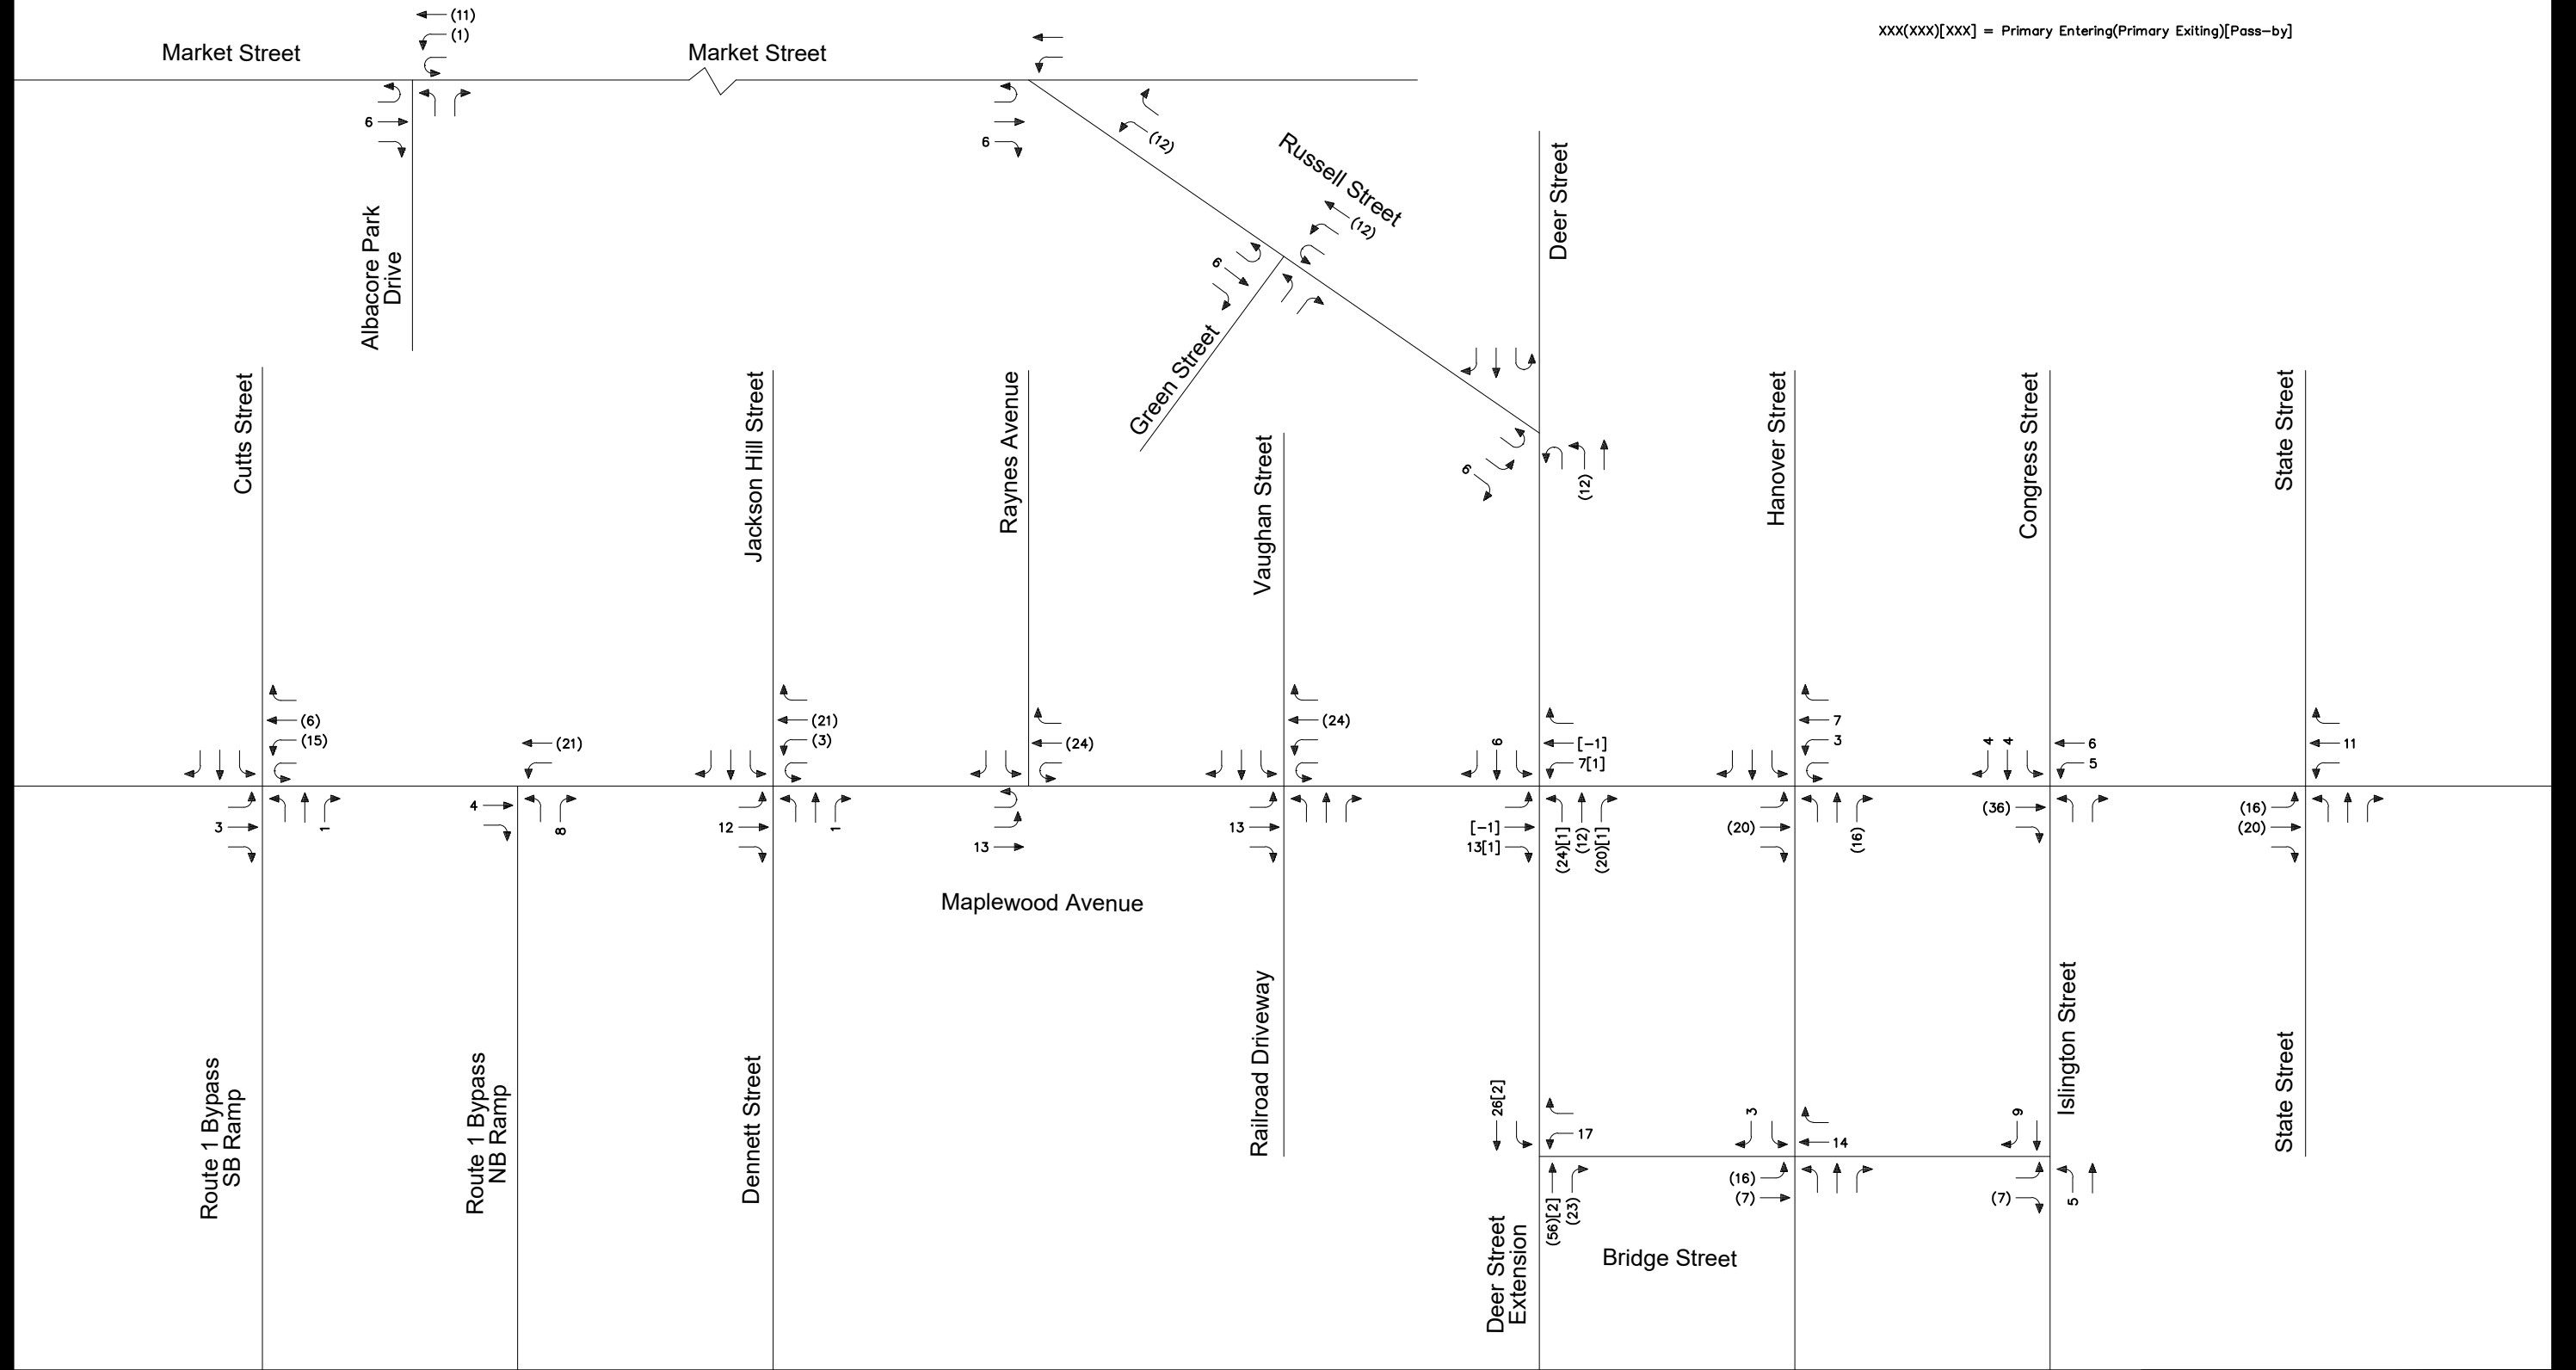 (11)
(1)
XXX(XXX)[XXX] = Primary Entering(Primary Exiting)[Pass-by]
Market Street
Market Street
6
6
(12)
Russell Street
Deer Street
Albacore Park
Drive
(12)
6
Green Street
6
(12)
Cutts Street
Jackson Hill Street
Raynes Avenue
Vaughan Street
Hanover Street
Congress Street
State Street
(6)
(15)
3
1
(21)
4
8
(21)
(3)
12
1
(24)
13
(24)
13
6
[-1]
7[1]
[-1]
13[1]
(24)[1]
(12)
(20)[1]
7
3
(20)
(16)
4
4
6
5
(36)
11
(16)
(20)
Maplewood Avenue
Route 1 Bypass
SB Ramp
Route 1 Bypass
NB Ramp
Dennett Street
Railroad Driveway
Islington Street
State Street
26[2]
17
(56)[2]
(23)
3
14
(16)
(7)
9
(7)
5
Deer Street
Extension
Bridge Street